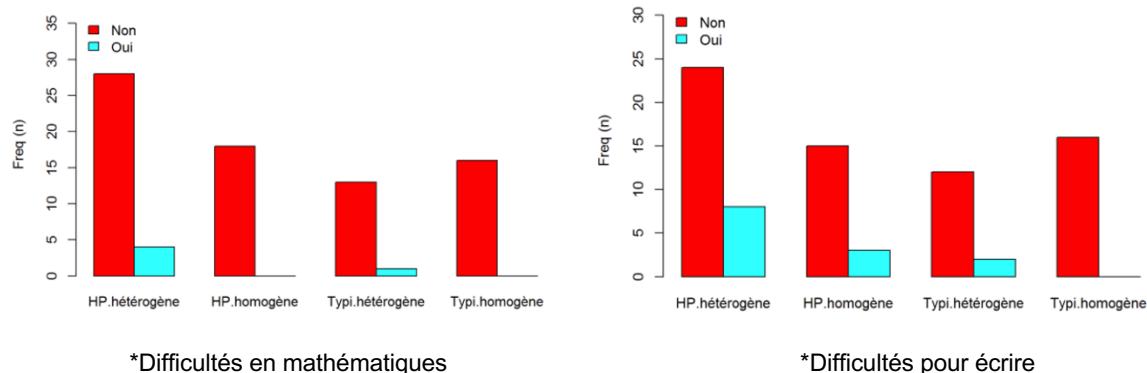 Non
Oui
Freq (n)
35
30
25
20
15
10
5
0
HP.hétérogène HP.homogène Typi.hétérogène Typi.homogène
*Difficultés en mathématiques
Non
Oui
Freq (n)
30
25
20
15
10
5
0
HP.hétérogène HP.homogène Typi.hétérogène Typi.homogène
*Difficultés pour écrire